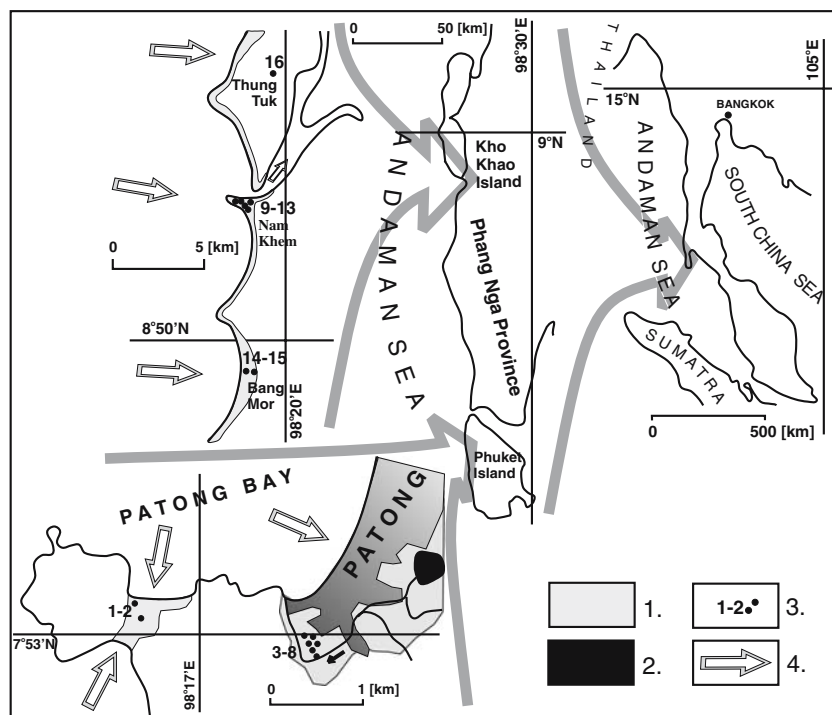 16
Thung
Tuk
9-13
Nam
Khem
0 5 [km]
8°50'N
14-15
Bang
Mor
98°20'E
0 50 [km]
98°30'E
9°N
Kho
Khao
Island
ANDAMAN SEA
Phang Nga Province
Phuket
Island
THAILAND
105°E
15°N
BANGKOK
ANDAMAN SEA
SOUTH CHINA SEA
SUMATRA
0 500 [km]
PATONG BAY
PATONG
1-2
7°53'N
98°17'E
3-8
0 1 [km]
1.
2.
1-2 3.
4.